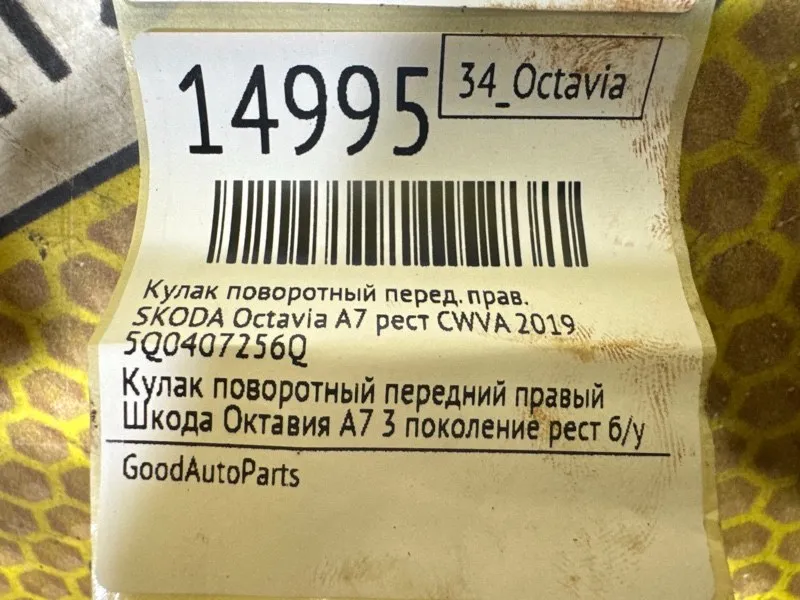 14995
34_Octavia
Кулак поворотный перед. прав.
SKODA Octavia A7 рест CWVA 2019
5Q0407256Q
Кулак поворотный передний правый
Шкода Октавия А7 3 поколение рест б/у
GoodAutoParts